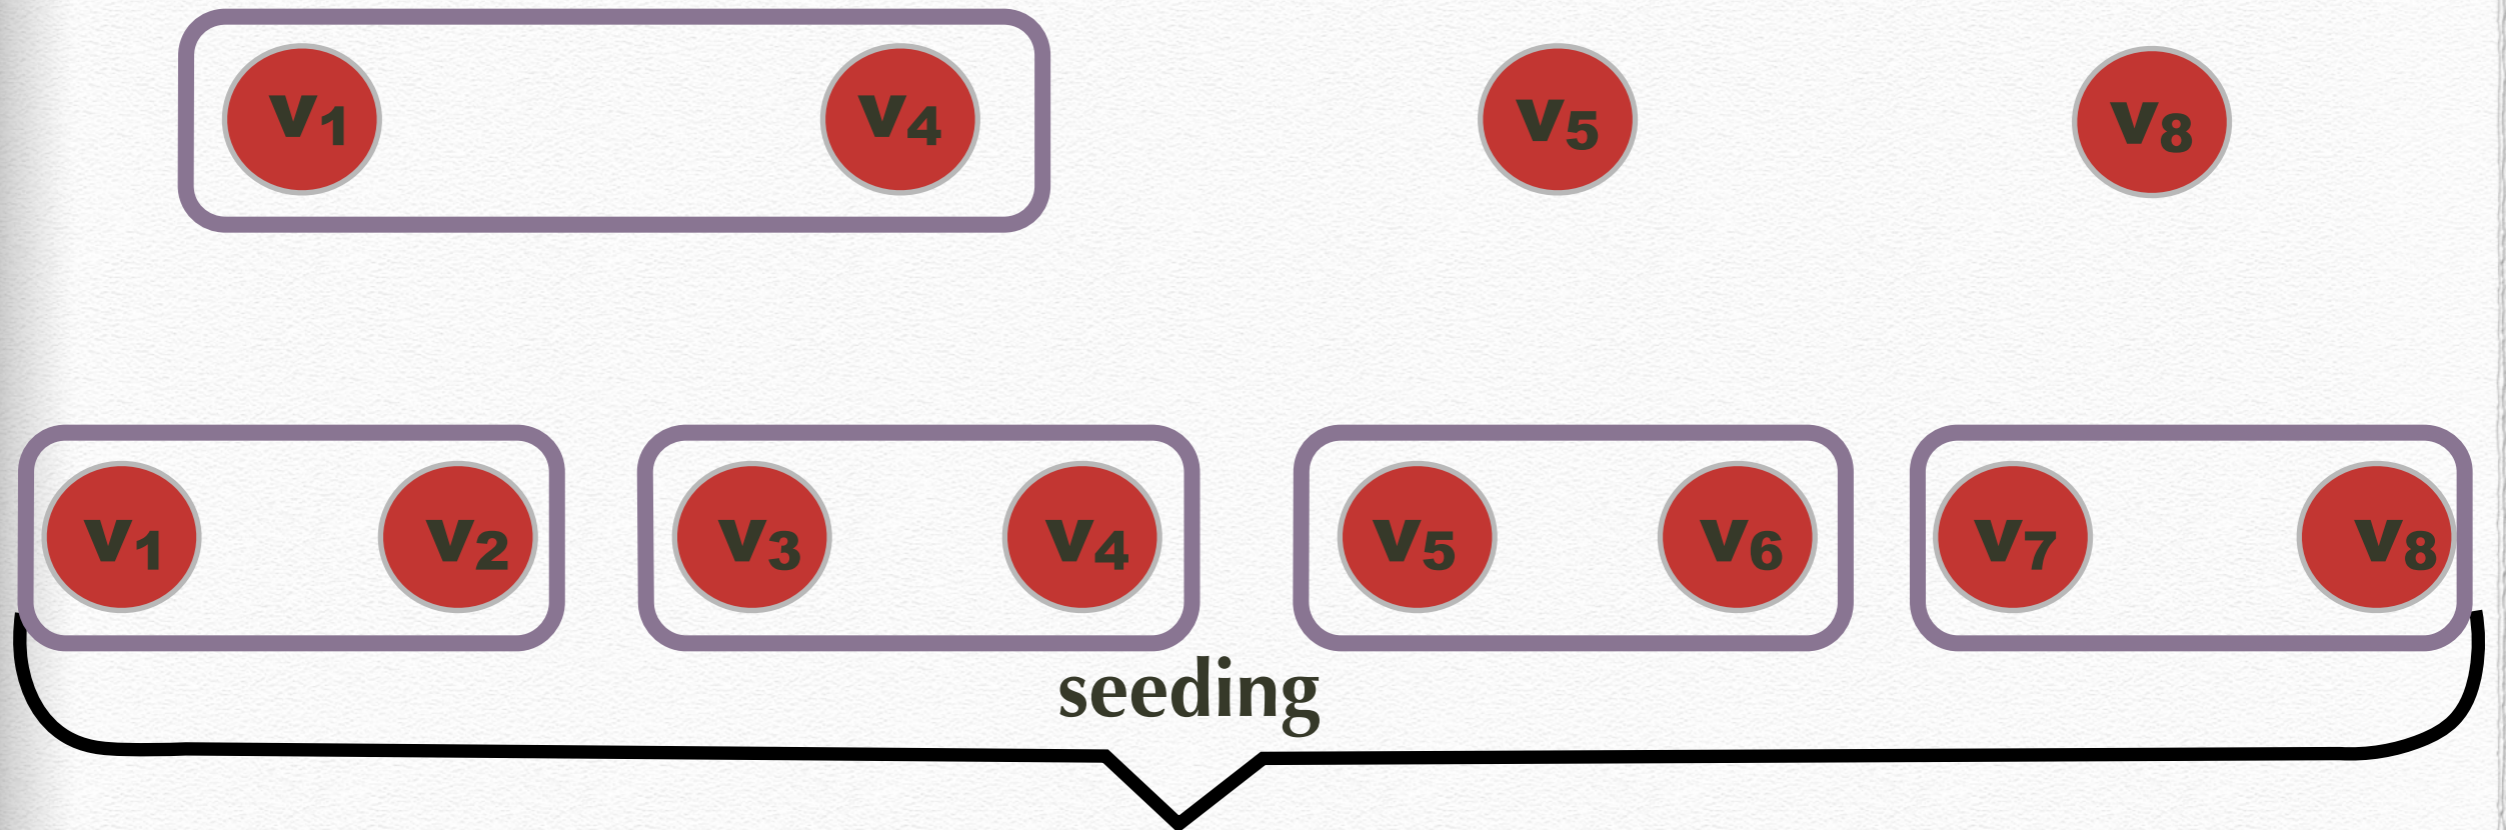 v₁ v₄ v₅ v₈
v₁ v₂ v₃ v₄ v₅ v₆ v₇ v₈
seeding